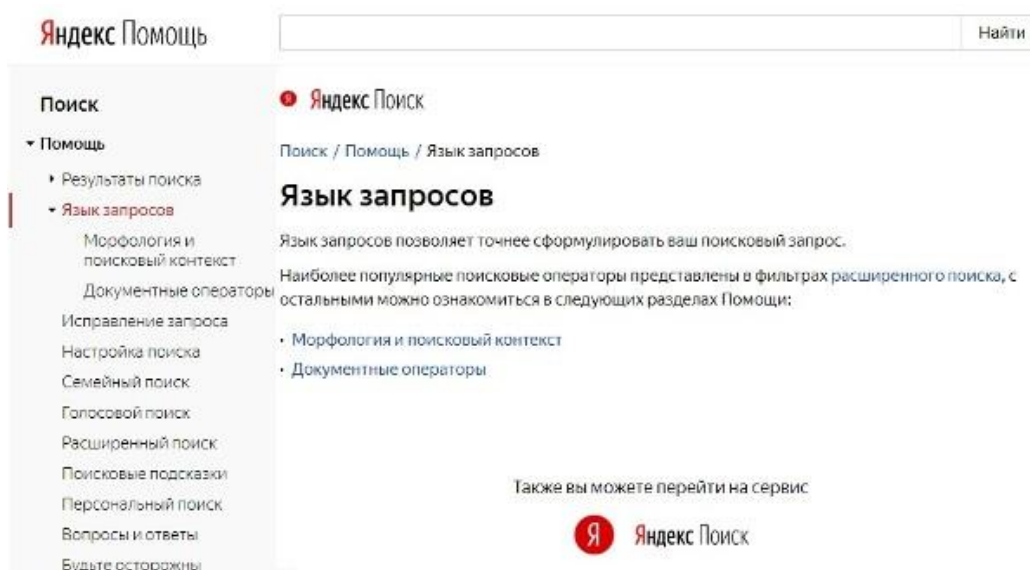 Яндекс Помощь
Найти
Поиск
Помощь
Результаты поиска
Язык запросов
Морфология и
поисковый контекст
Документные операторы
Исправление запроса
Настройка поиска
Семейный поиск
Голосовой поиск
Расширенный поиск
Поисковые подсказки
Персональный поиск
Вопросы и ответы
Будьте осторожны
Я Яндекс Поиск
Поиск / Помощь / Язык запросов
Язык запросов
Язык запросов позволяет точнее сформулировать ваш поисковый запрос.
Наиболее популярные поисковые операторы представлены в фильтрах расширенного поиска, с
остальными можно ознакомиться в следующих разделах Помощи:
• Морфология и поисковый контекст
• Документные операторы
Также вы можете перейти на сервис
Я Яндекс Поиск